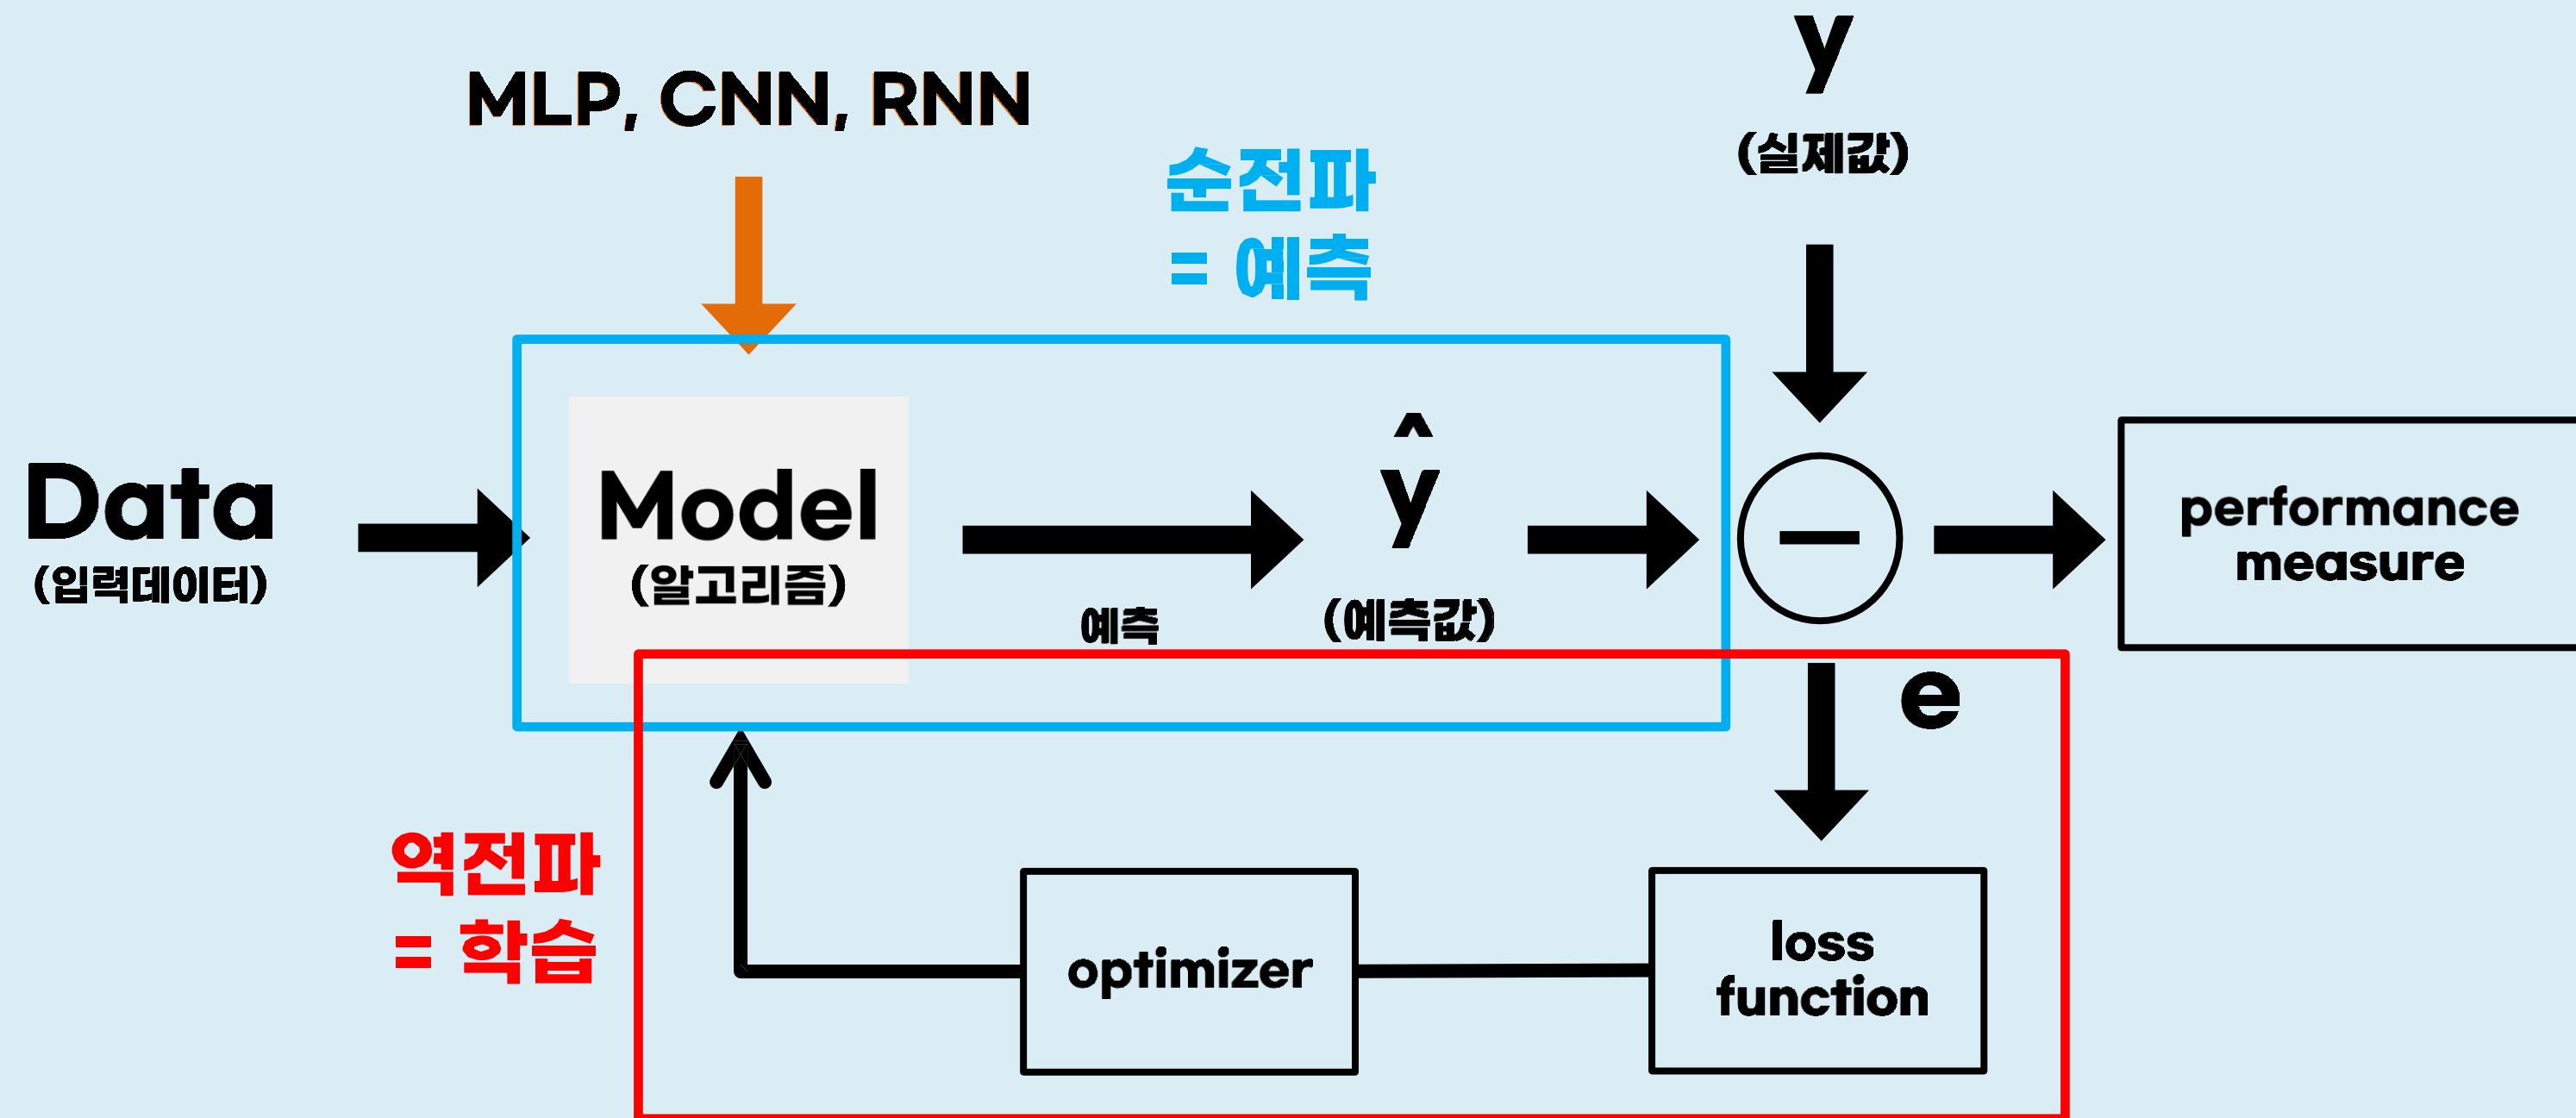 MLP, CNN, RNN
y
(실제값)
순전파
= 예측
Data
(입력데이터)
Model
(알고리즘)
예측
ŷ
(예측값)
−
performance
measure
e
역전파
= 학습
optimizer
loss
function